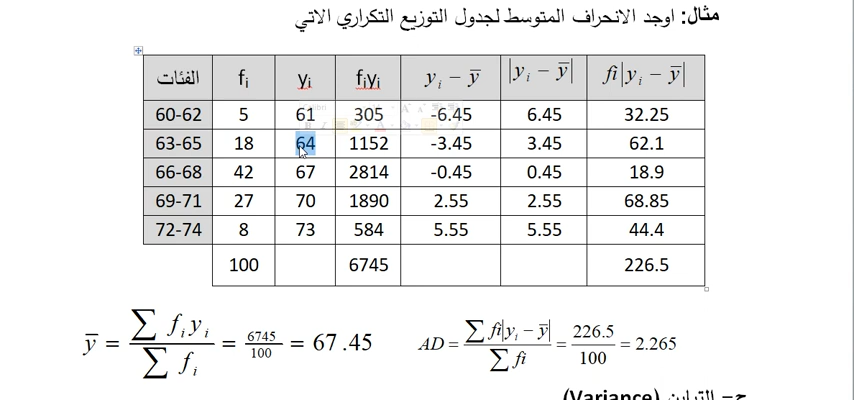 مثال: اوجد الانحراف المتوسط لجدول التوزيع التكراري الاتي
الفئات fᵢ yᵢ fᵢyᵢ yᵢ − ȳ |yᵢ − ȳ| fi|yᵢ − ȳ|
60-62 5 61 305 -6.45 6.45 32.25
63-65 18 64 1152 -3.45 3.45 62.1
66-68 42 67 2814 -0.45 0.45 18.9
69-71 27 70 1890 2.55 2.55 68.85
72-74 8 73 584 5.55 5.55 44.4
100 6745 226.5
ȳ = ∑ fᵢ yᵢ / ∑ fᵢ = 6745 / 100 = 67.45 AD = ∑ fi|yᵢ − ȳ| / ∑ fi = 226.5 / 100 = 2.265
ج- التباين (Variance)